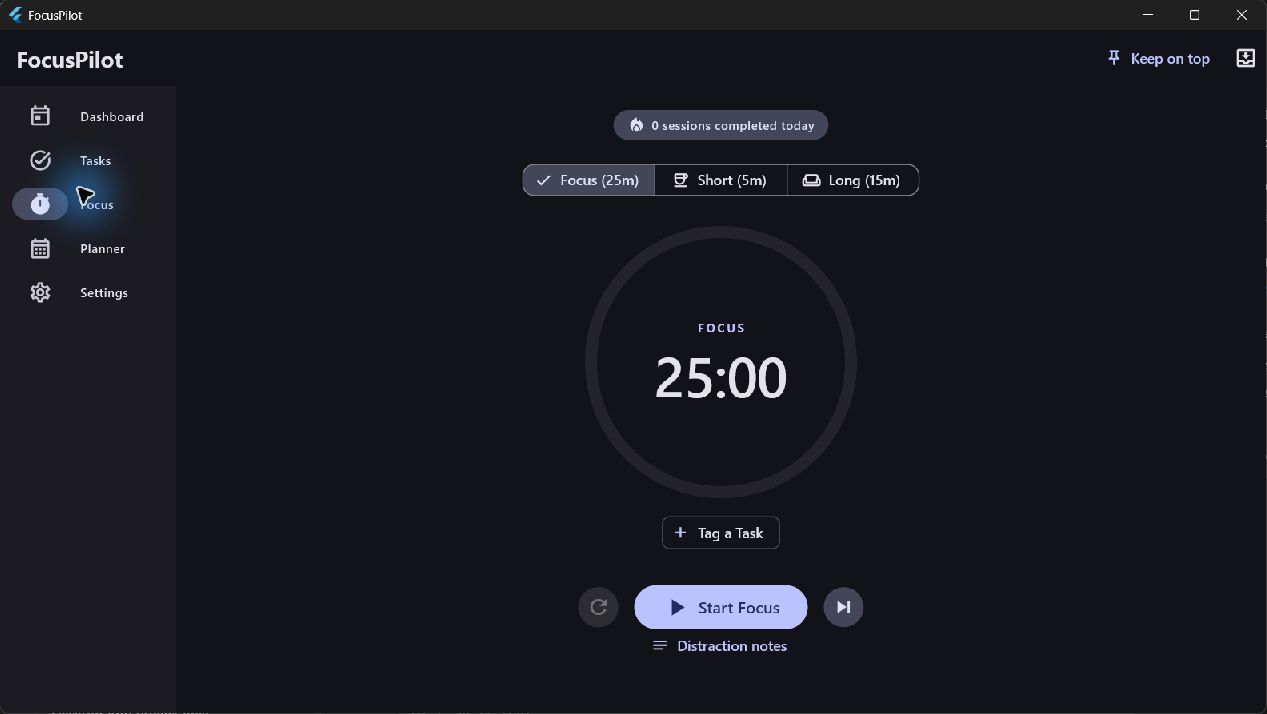 FocusPilot
FocusPilot
Keep on top
Dashboard
Tasks
Focus
Planner
Settings
0 sessions completed today
Focus (25m)
Short (5m)
Long (15m)
FOCUS
25:00
Tag a Task
Start Focus
Distraction notes